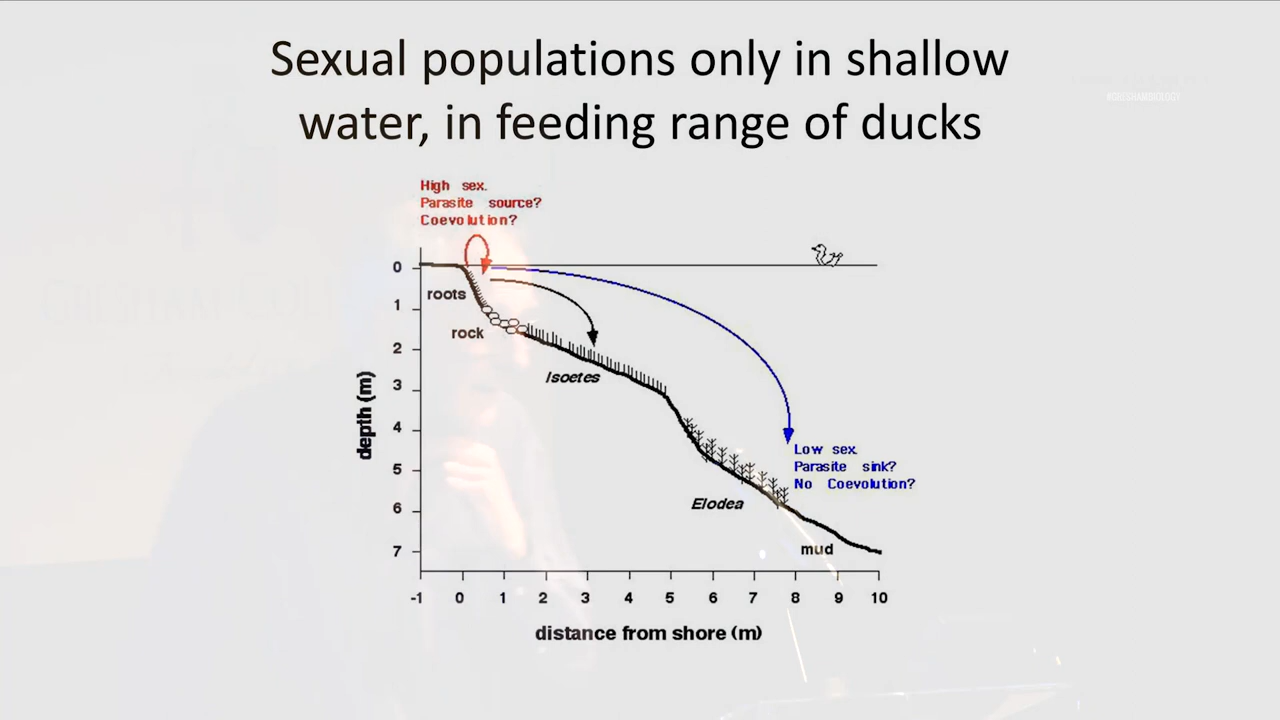 Sexual populations only in shallow
water, in feeding range of ducks
#GRESHAMBIOLOGY
High sex.
Parasite source?
Coevolution?
0
roots
1
rock
2
Isoetes
3
depth (m)
4
Low sex.
Parasite sink?
5
No Coevolution?
Elodea
6
7
mud
-1 0 1 2 3 4 5 6 7 8 9 10
distance from shore (m)